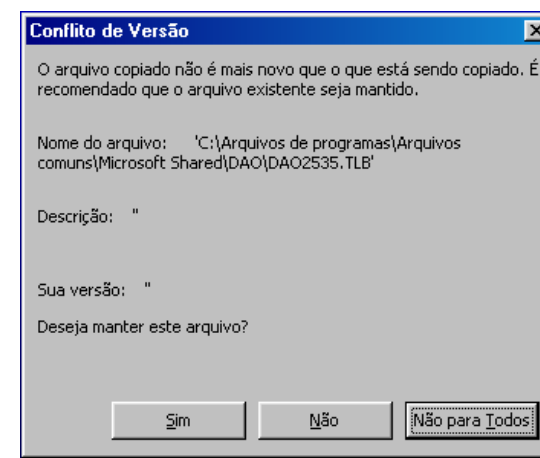 Conflito de Versão
O arquivo copiado não é mais novo que o que está sendo copiado. É
recomendado que o arquivo existente seja mantido.
Nome do arquivo: 'C:\Arquivos de programas\Arquivos
comuns\Microsoft Shared\DAO\DAO2535.TLB'
Descrição: ''
Sua versão: ''
Deseja manter este arquivo?
Sim Não Não para Todos